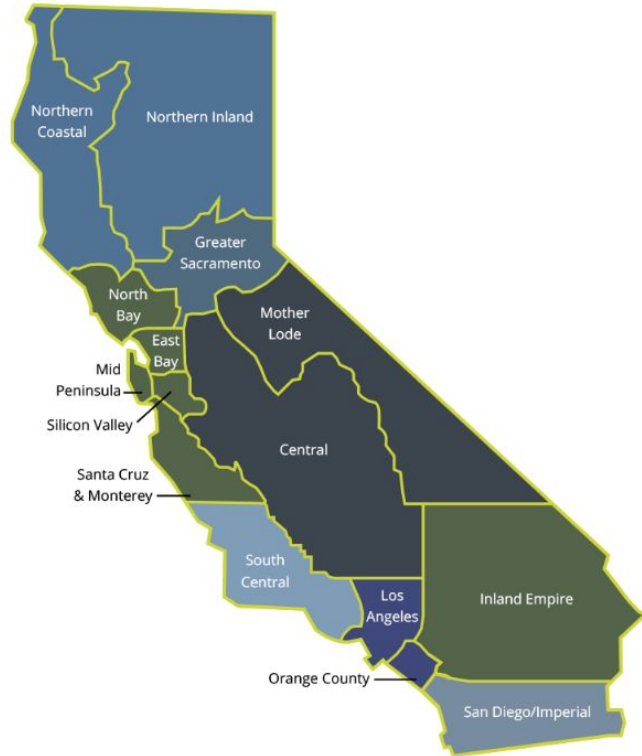 Northern
Coastal
Northern Inland
Greater
Sacramento
North
Bay
Mother
Lode
East
Bay
Mid
Peninsula
Silicon Valley
Central
Santa Cruz
& Monterey
South
Central
Los
Angeles
Inland Empire
Orange County
San Diego/Imperial